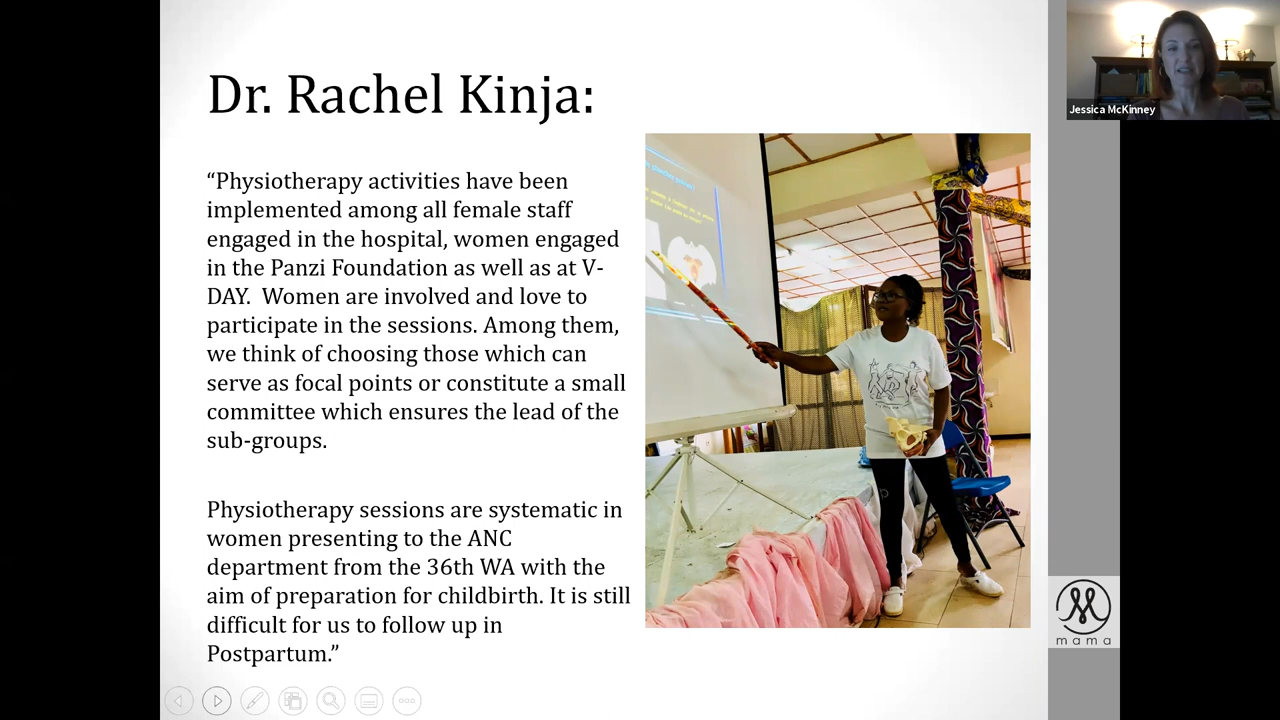 Dr. Rachel Kinja:
“Physiotherapy activities have been
implemented among all female staff
engaged in the hospital, women engaged
in the Panzi Foundation as well as at V-
DAY.  Women are involved and love to
participate in the sessions. Among them,
we think of choosing those which can
serve as focal points or constitute a small
committee which ensures the lead of the
sub-groups.
Physiotherapy sessions are systematic in
women presenting to the ANC
department from the 36th WA with the
aim of preparation for childbirth. It is still
difficult for us to follow up in
Postpartum.”
Jessica McKinney
mama